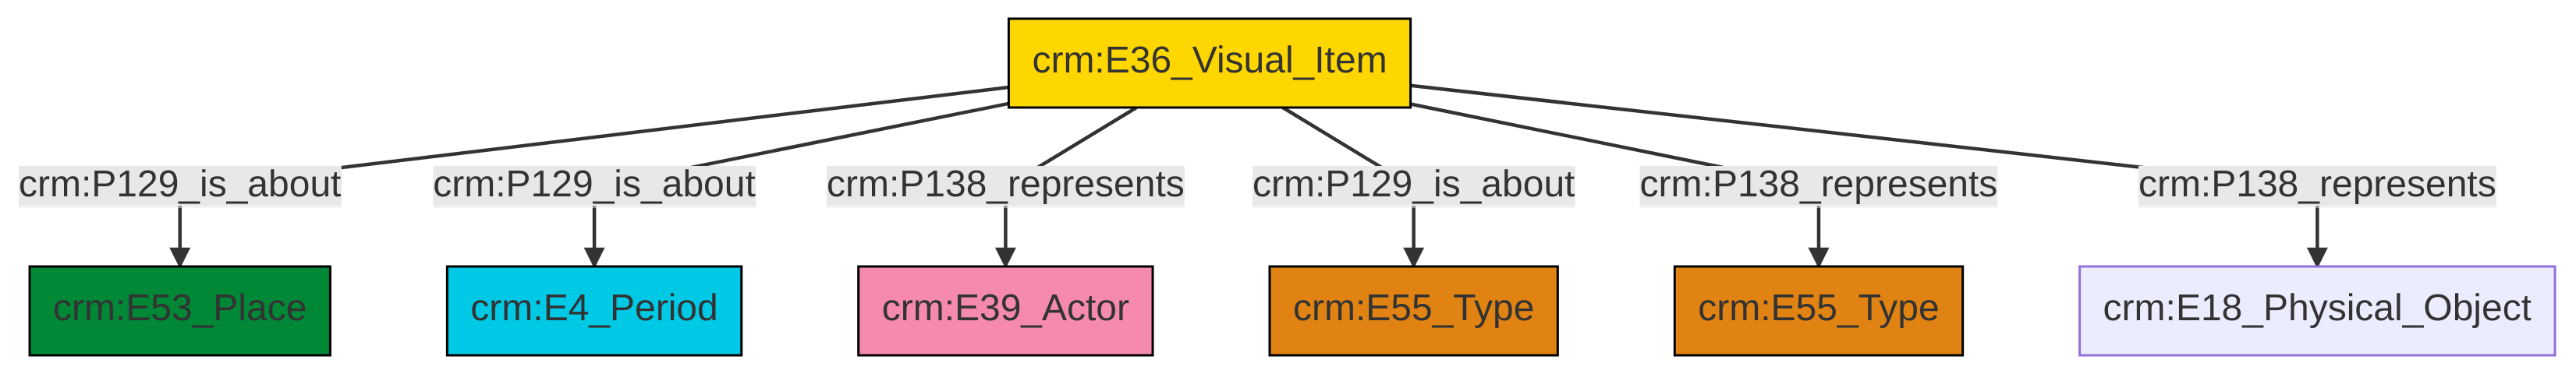 crm:E36_Visual_Item
crm:P129_is_about
crm:P129_is_about
crm:P138_represents
crm:P129_is_about
crm:P138_represents
crm:P138_represents
crm:E53_Place
crm:E4_Period
crm:E39_Actor
crm:E55_Type
crm:E55_Type
crm:E18_Physical_Object